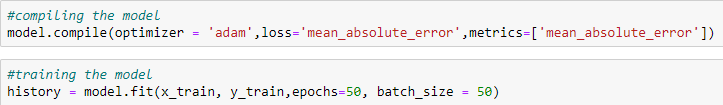 #compiling the model
model.compile(optimizer = 'adam',loss='mean_absolute_error',metrics=['mean_absolute_error'])
#training the model
history = model.fit(x_train, y_train,epochs=50, batch_size = 50)